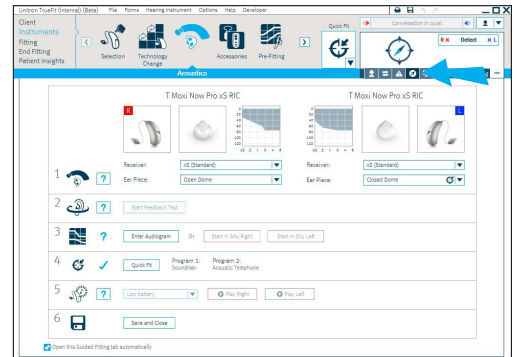 Unitron TrueFit (Internal) (Beta) File Forms Hearing Instrument Options Help Developer
Client
Instruments
Fitting
End Fitting
Patient Insights
Selection
Technology
Change
Accessories
Pre-Fitting
Quick Fit
Conversation in quiet
R X Detect X L
Acoustics
T Moxi Now Pro xS RIC
T Moxi Now Pro xS RIC
R
L
Receiver: xS (Standard)
Receiver: xS (Standard)
Ear Piece: Open Dome
Ear Piece: Closed Dome
1 ?
2 ? Start Feedback Test
3 ? Enter Audiogram Or Start In Situ Right Start In Situ Left
4 Quick Fit Program 1: Program 2:
SoundNav Acoustic Telephone
5 ? Low Battery Play Right Play Left
6 Save and Close
Open this Guided Fitting tab automatically